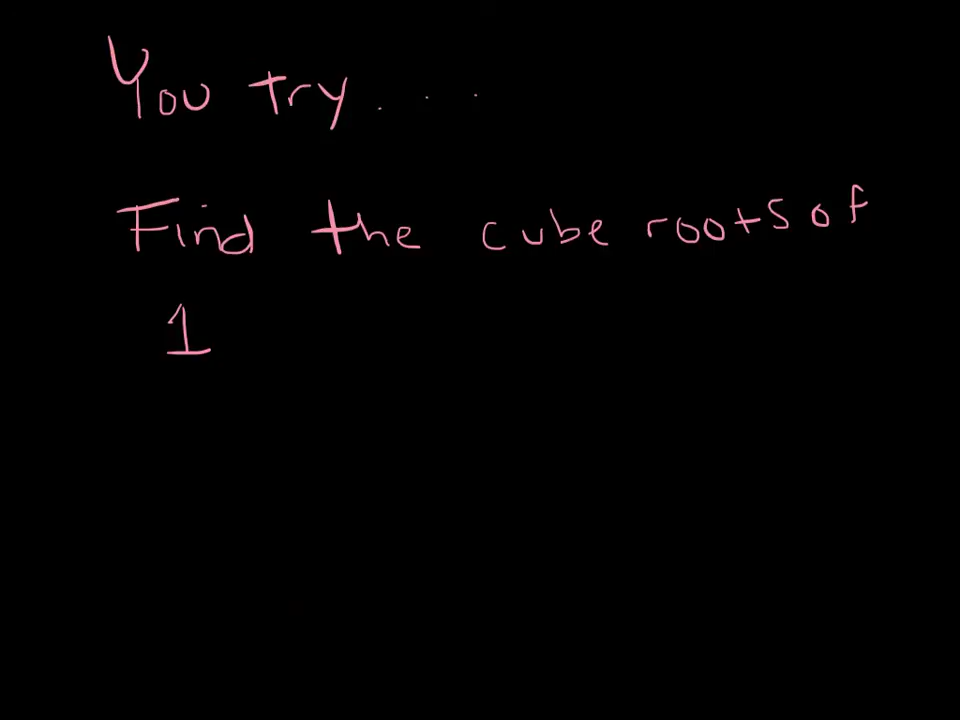 You try . . .
Find the cube roots of
1